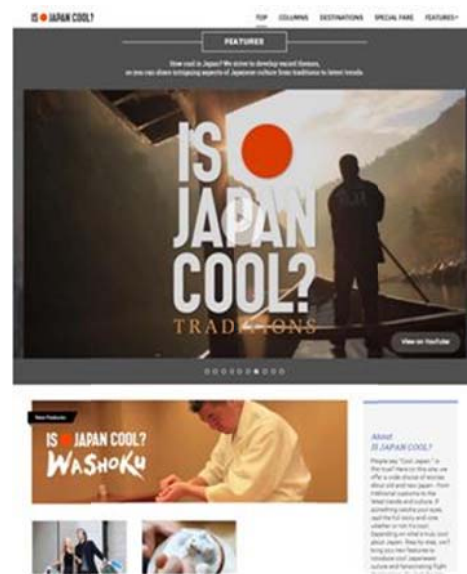 IS JAPAN COOL?
TOP COLUMNS DESTINATIONS SPECIAL FARE FEATURES
FEATURES
How cool is Japan? We strive to develop varied themes,
so you can share intriguing aspects of Japanese culture from traditions to latest trends.
IS
JAPAN
COOL?
TRADITIONS
View on YouTube
New Features
IS JAPAN COOL?
WASHOKU
About
IS JAPAN COOL?
People say "Cool Japan." Is
this true? Here on this site, we
offer a wide choice of stories
about old and new Japan - from
traditional customs to the
latest trends and culture. If
something catches your eyes,
read the full story and vote
whether or not it's cool.
Depending on what's truly cool
about Japan. Step by step, we'll
bring you new features to
introduce cool Japanese
culture and fascinating flight